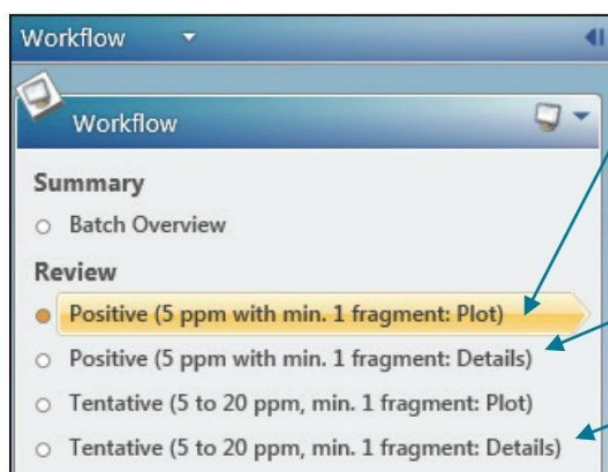 Workflow
Workflow
Summary
Batch Overview
Review
Positive (5 ppm with min. 1 fragment: Plot)
Positive (5 ppm with min. 1 fragment: Details)
Tentative (5 to 20 ppm, min. 1 fragment: Plot)
Tentative (5 to 20 ppm, min. 1 fragment: Details)